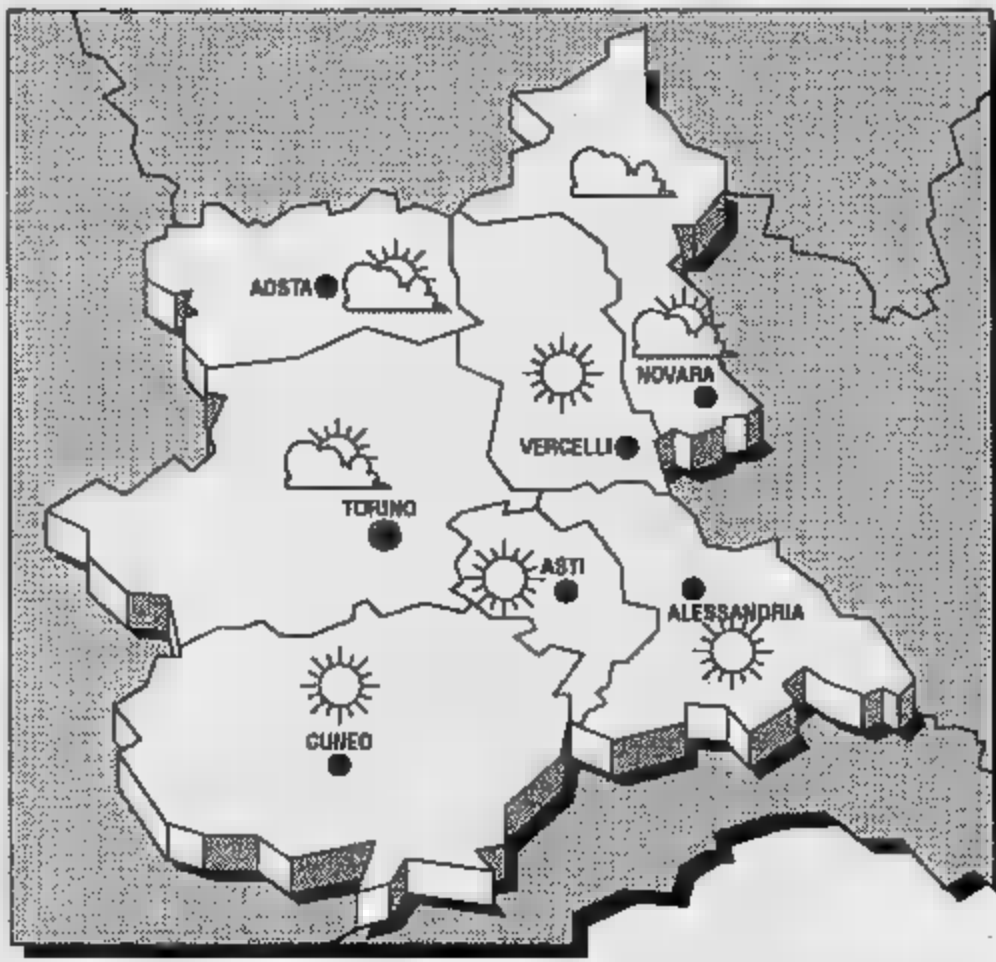 AOSTA
NOVARA
VERCELLI
TORINO
ASTI
ALESSANDRIA
CUNEO